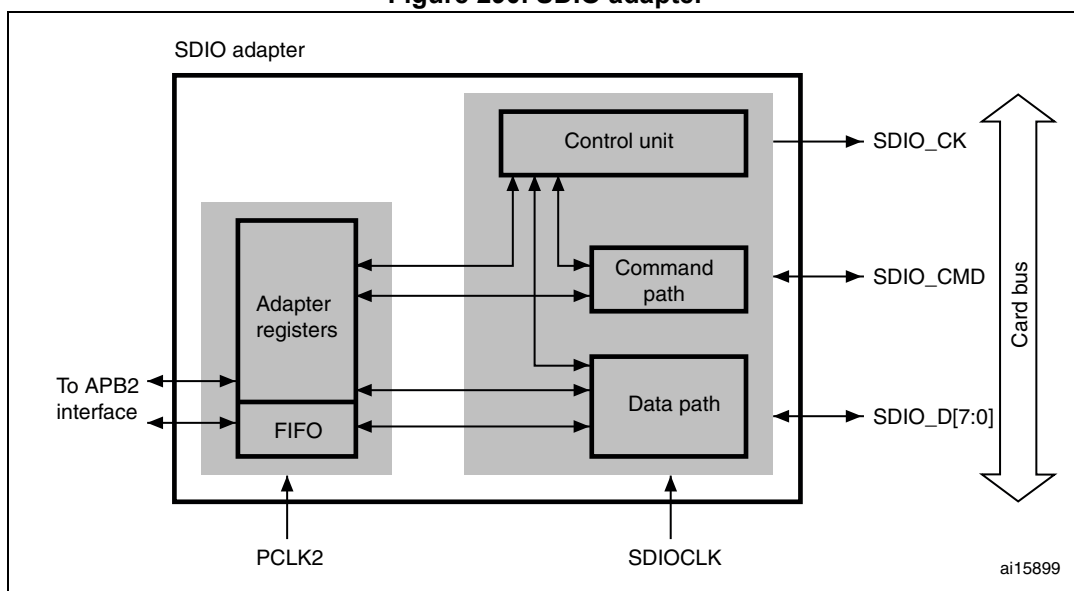 SDIO adapter
Control unit
SDIO_CK
Command
path
SDIO_CMD
Adapter
registers
Card bus
To APB2
interface
FIFO
Data path
SDIO_D[7:0]
PCLK2
SDIOCLK
ai15899